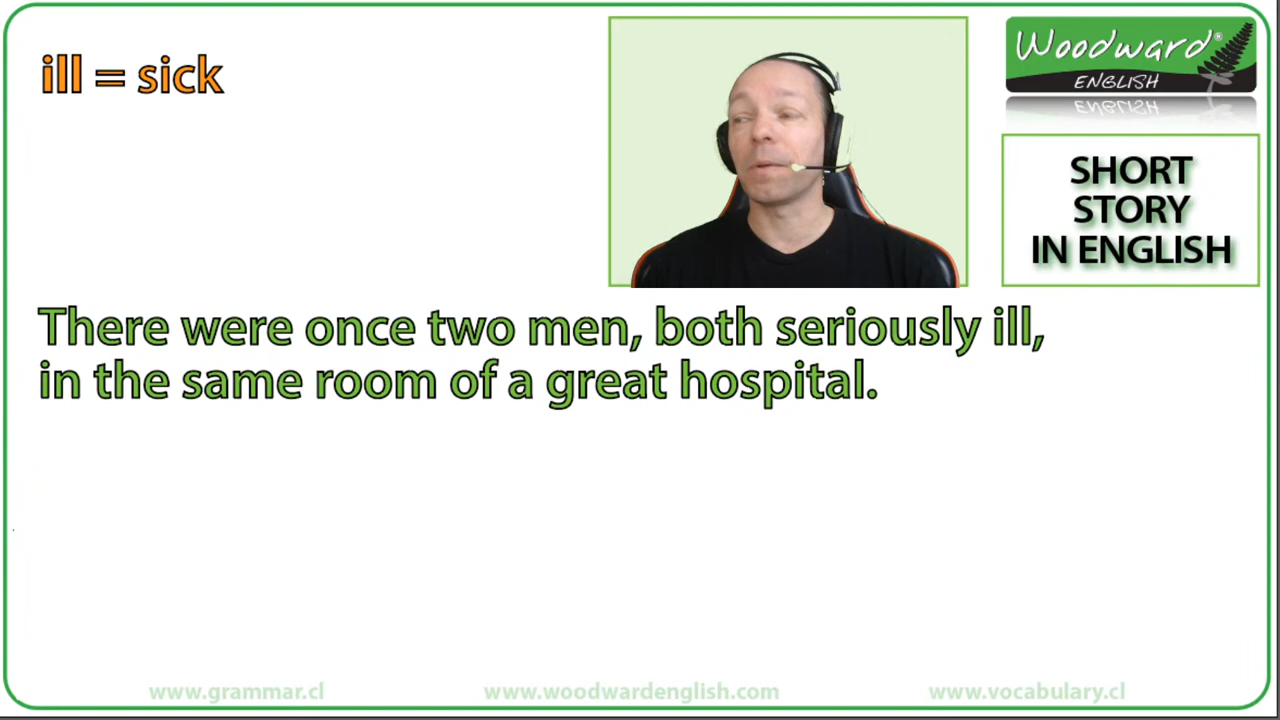 ill = sick
Woodward®
ENGLISH
SHORT
STORY
IN ENGLISH
There were once two men, both seriously ill,
in the same room of a great hospital.
www.grammar.cl
www.woodwardenglish.com
www.vocabulary.cl